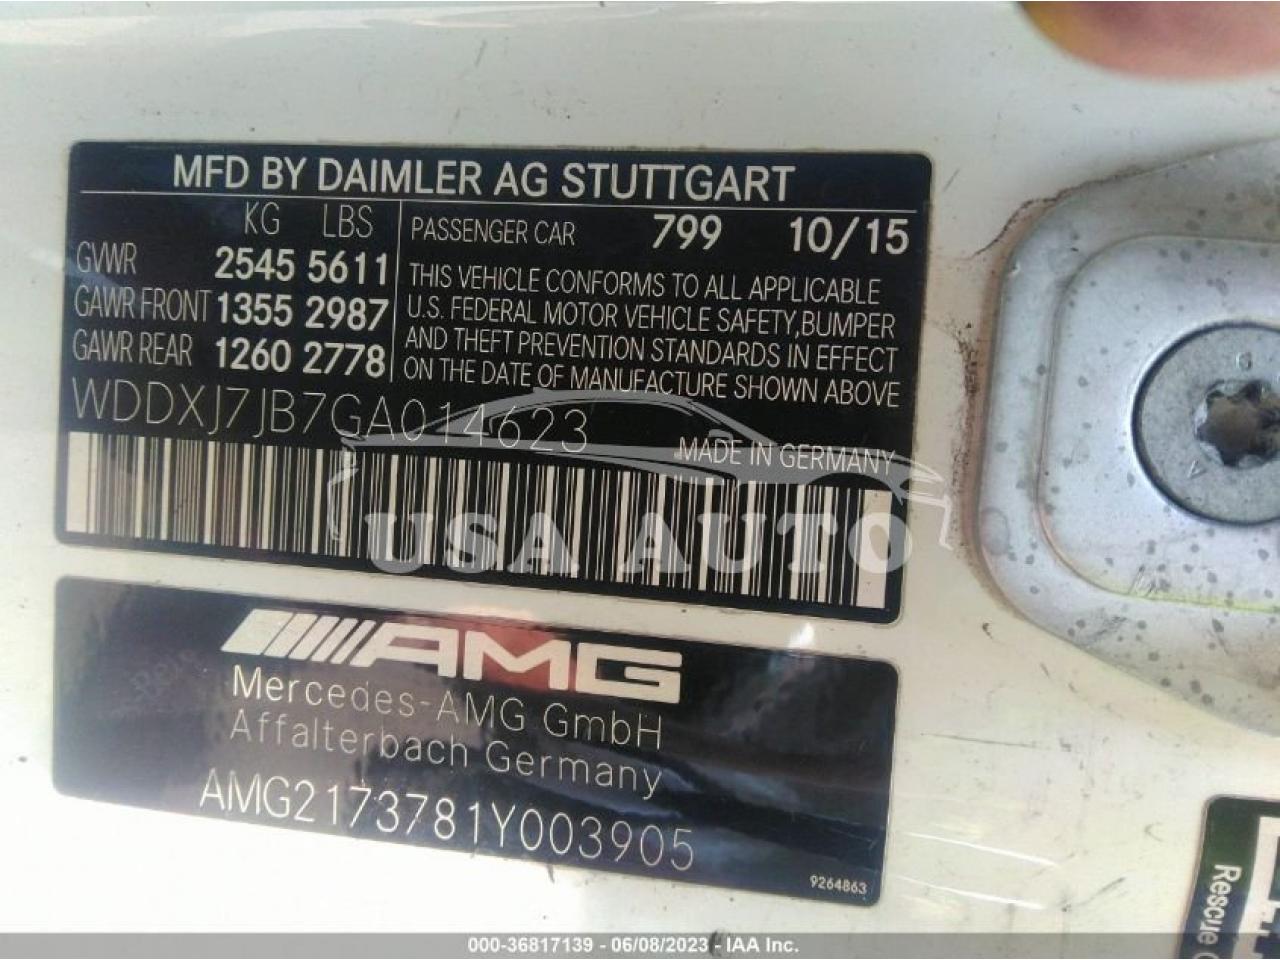 MFD BY DAIMLER AG STUTTGART
KG LBS
GVWR 2545 5611
GAWR FRONT 1355 2987
GAWR REAR 1260 2778
PASSENGER CAR 799 10/15
THIS VEHICLE CONFORMS TO ALL APPLICABLE
U.S. FEDERAL MOTOR VEHICLE SAFETY,BUMPER
AND THEFT PREVENTION STANDARDS IN EFFECT
ON THE DATE OF MANUFACTURE SHOWN ABOVE
WDDXJ7JB7GA014623
MADE IN GERMANY
USA AUTO
AMG
Mercedes-AMG GmbH
Affalterbach Germany
AMG2173781Y003905
9264863
Rescue
000-36817139 - 06/08/2023 - IAA Inc.